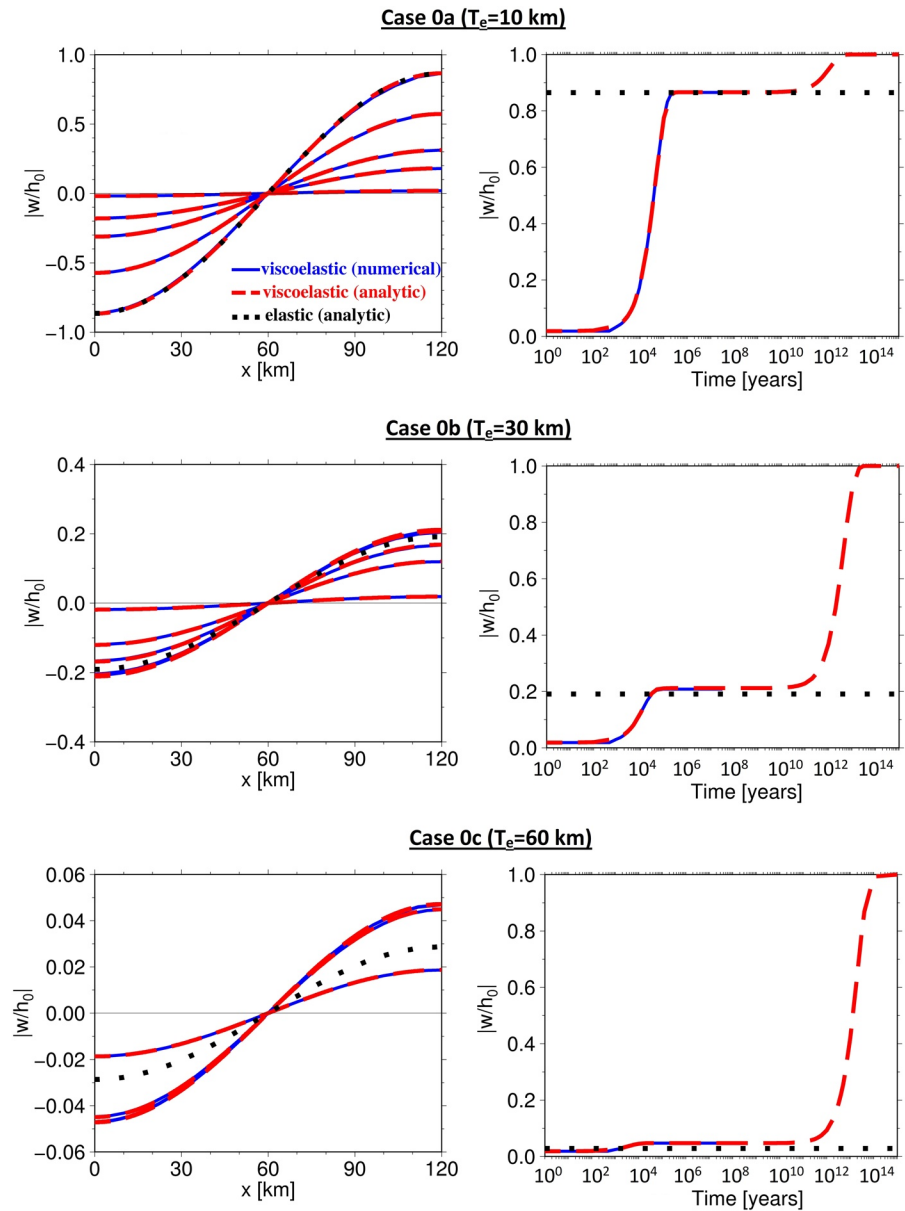 Case 0a (Te=10 km)
1.0
0.5
0.0
−0.5
−1.0
|w/h0|
viscoelastic (numerical)
viscoelastic (analytic)
elastic (analytic)
0 30 60 90 120
x [km]
1.0
0.8
0.6
0.4
0.2
0.0
|w/h0|
10^0 10^2 10^4 10^6 10^8 10^10 10^12 10^14
Time [years]
Case 0b (Te=30 km)
0.4
0.2
0.0
−0.2
−0.4
|w/h0|
0 30 60 90 120
x [km]
1.0
0.8
0.6
0.4
0.2
0.0
|w/h0|
10^0 10^2 10^4 10^6 10^8 10^10 10^12 10^14
Time [years]
Case 0c (Te=60 km)
0.06
0.04
0.02
0.00
−0.02
−0.04
−0.06
|w/h0|
0 30 60 90 120
x [km]
1.0
0.8
0.6
0.4
0.2
0.0
|w/h0|
10^0 10^2 10^4 10^6 10^8 10^10 10^12 10^14
Time [years]